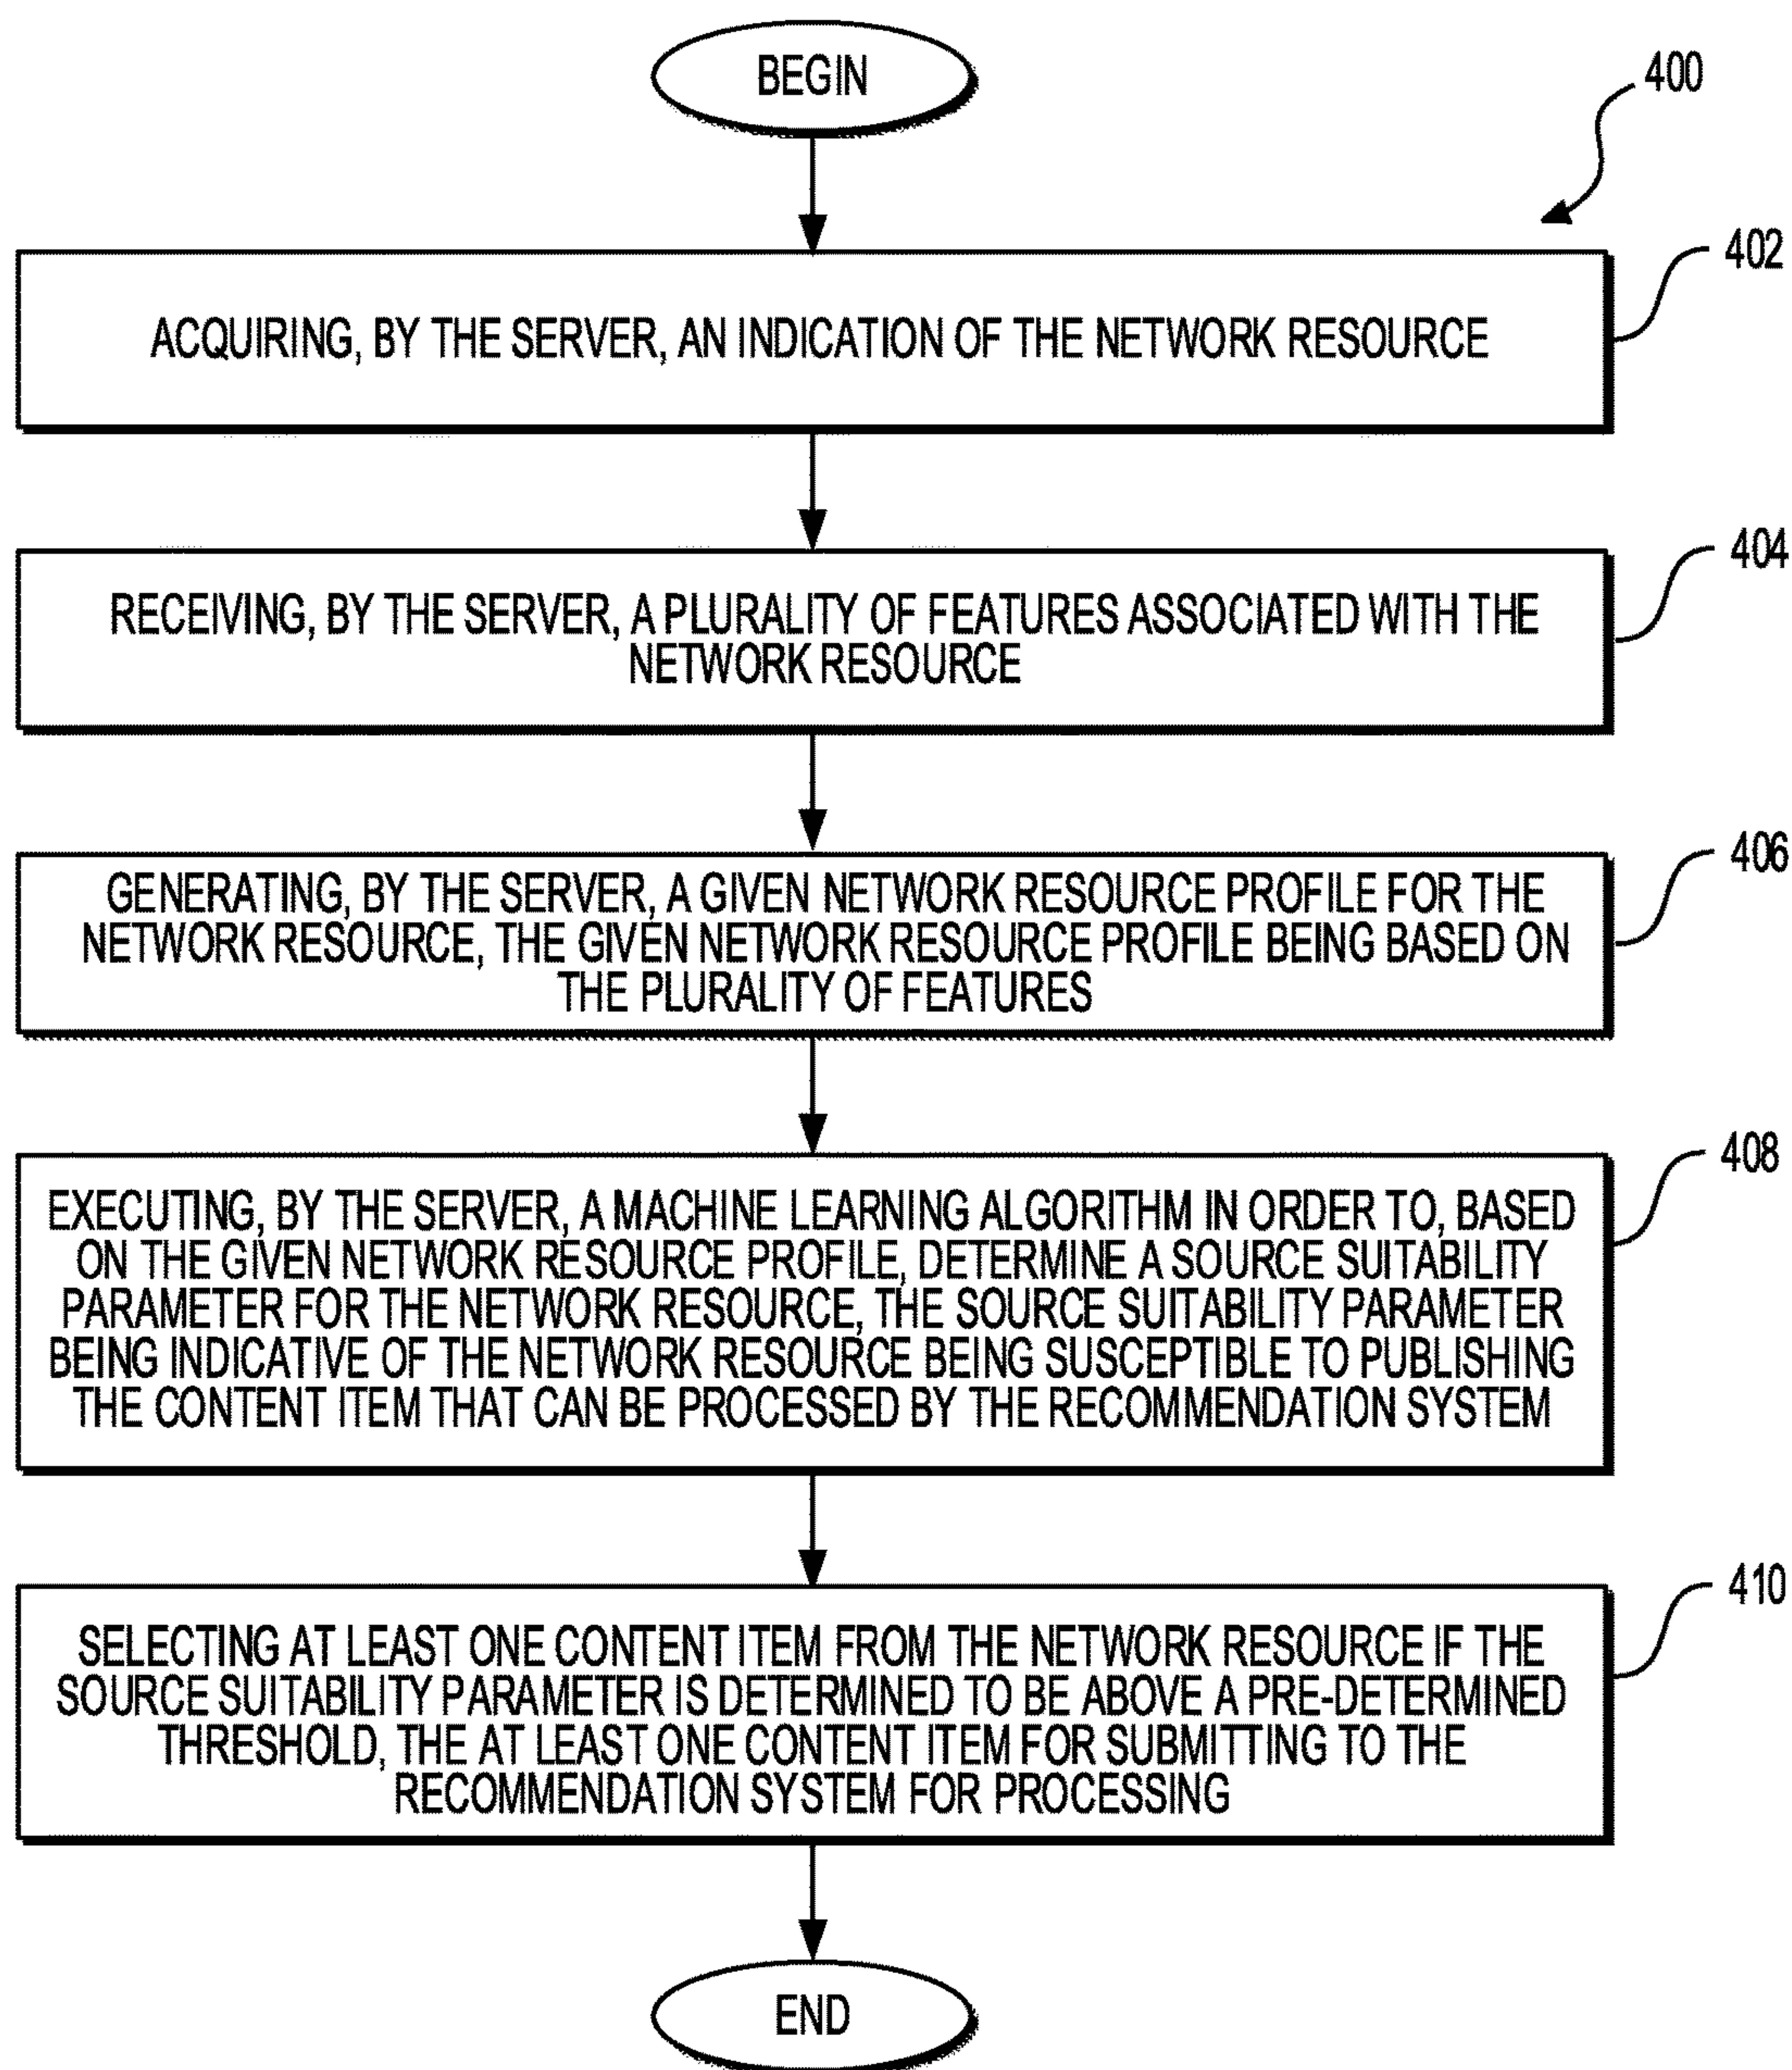 BEGIN
400
402
ACQUIRING, BY THE SERVER, AN INDICATION OF THE NETWORK RESOURCE
404
RECEIVING, BY THE SERVER, A PLURALITY OF FEATURES ASSOCIATED WITH THE
NETWORK RESOURCE
406
GENERATING, BY THE SERVER, A GIVEN NETWORK RESOURCE PROFILE FOR THE
NETWORK RESOURCE, THE GIVEN NETWORK RESOURCE PROFILE BEING BASED ON
THE PLURALITY OF FEATURES
408
EXECUTING, BY THE SERVER, A MACHINE LEARNING ALGORITHM IN ORDER TO, BASED
ON THE GIVEN NETWORK RESOURCE PROFILE, DETERMINE A SOURCE SUITABILITY
PARAMETER FOR THE NETWORK RESOURCE, THE SOURCE SUITABILITY PARAMETER
BEING INDICATIVE OF THE NETWORK RESOURCE BEING SUSCEPTIBLE TO PUBLISHING
THE CONTENT ITEM THAT CAN BE PROCESSED BY THE RECOMMENDATION SYSTEM
410
SELECTING AT LEAST ONE CONTENT ITEM FROM THE NETWORK RESOURCE IF THE
SOURCE SUITABILITY PARAMETER IS DETERMINED TO BE ABOVE A PRE-DETERMINED
THRESHOLD, THE AT LEAST ONE CONTENT ITEM FOR SUBMITTING TO THE
RECOMMENDATION SYSTEM FOR PROCESSING
END